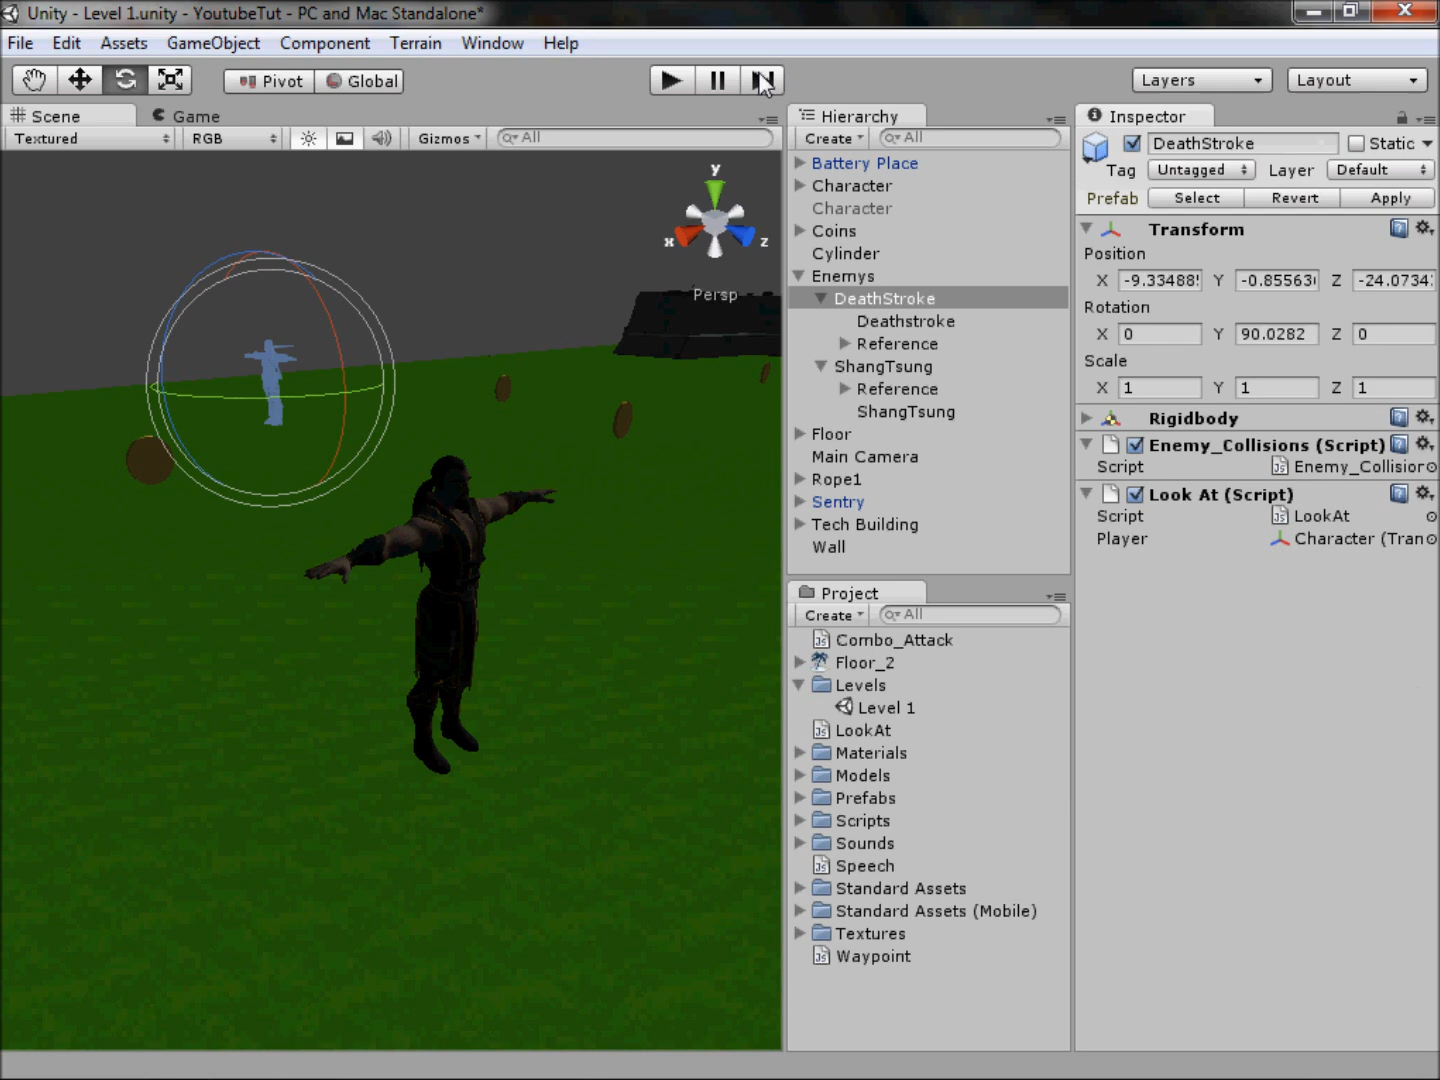 Unity - Level 1.unity - YoutubeTut - PC and Mac Standalone*
File Edit Assets GameObject Component Terrain Window Help
Pivot Global Layers Layout
Scene Game
Textured RGB Gizmos All
y
x z
Persp
Hierarchy
Create All
Battery Place
Character
Character
Coins
Cylinder
Enemys
DeathStroke
Deathstroke
Reference
ShangTsung
Reference
ShangTsung
Floor
Main Camera
Rope1
Sentry
Tech Building
Wall
Project
Create All
Combo_Attack
Floor_2
Levels
Level 1
LookAt
Materials
Models
Prefabs
Scripts
Sounds
Speech
Standard Assets
Standard Assets (Mobile)
Textures
Waypoint
Inspector
DeathStroke Static
Tag Untagged Layer Default
Prefab Select Revert Apply
Transform
Position
X -9.33488 Y -0.8556 Z -24.0734
Rotation
X 0 Y 90.0282 Z 0
Scale
X 1 Y 1 Z 1
Rigidbody
Enemy_Collisions (Script)
Script Enemy_Collisior
Look At (Script)
Script LookAt
Player Character (Tran